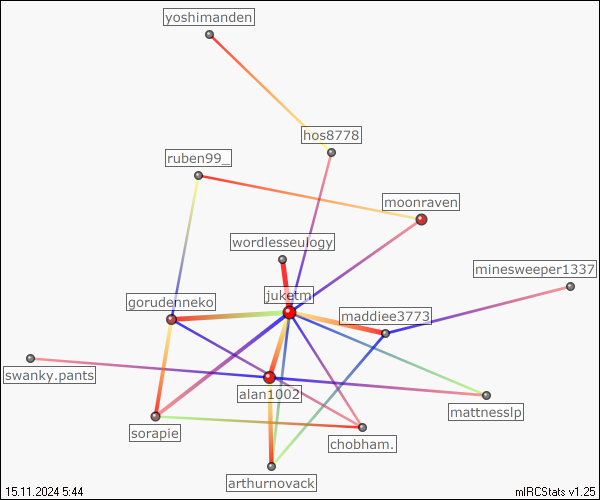 yoshimanden
hos8778
ruben99_
moonraven
wordlesseulogy
minesweeper1337
juketm
gorudenneko
maddiee3773
swanky.pants
alan1002
mattnesslp
sorapie
chobham.
arthurnovack
15.11.2024 5:44
mIRCStats v1.25